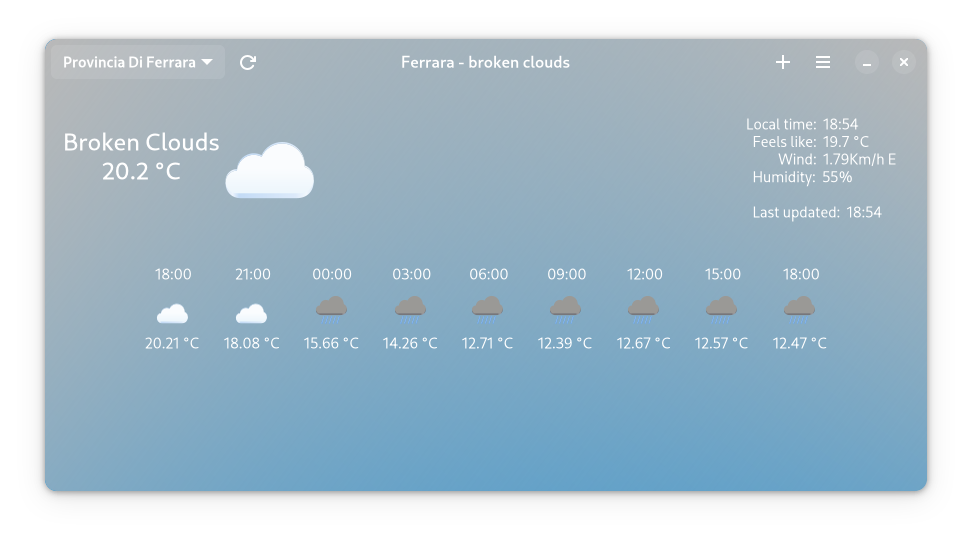 Provincia Di Ferrara
Ferrara - broken clouds
Broken Clouds
20.2 °C
Local time: 18:54
Feels like: 19.7 °C
Wind: 1.79Km/h E
Humidity: 55%
Last updated: 18:54
18:00 21:00 00:00 03:00 06:00 09:00 12:00 15:00 18:00
20.21 °C 18.08 °C 15.66 °C 14.26 °C 12.71 °C 12.39 °C 12.67 °C 12.57 °C 12.47 °C